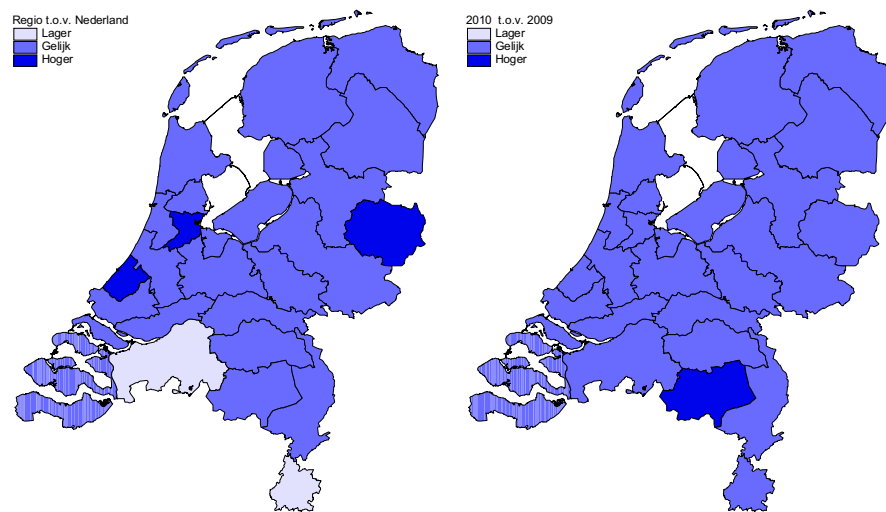 Regio t.o.v. Nederland
Lager
Gelijk
Hoger
2010 t.o.v. 2009
Lager
Gelijk
Hoger